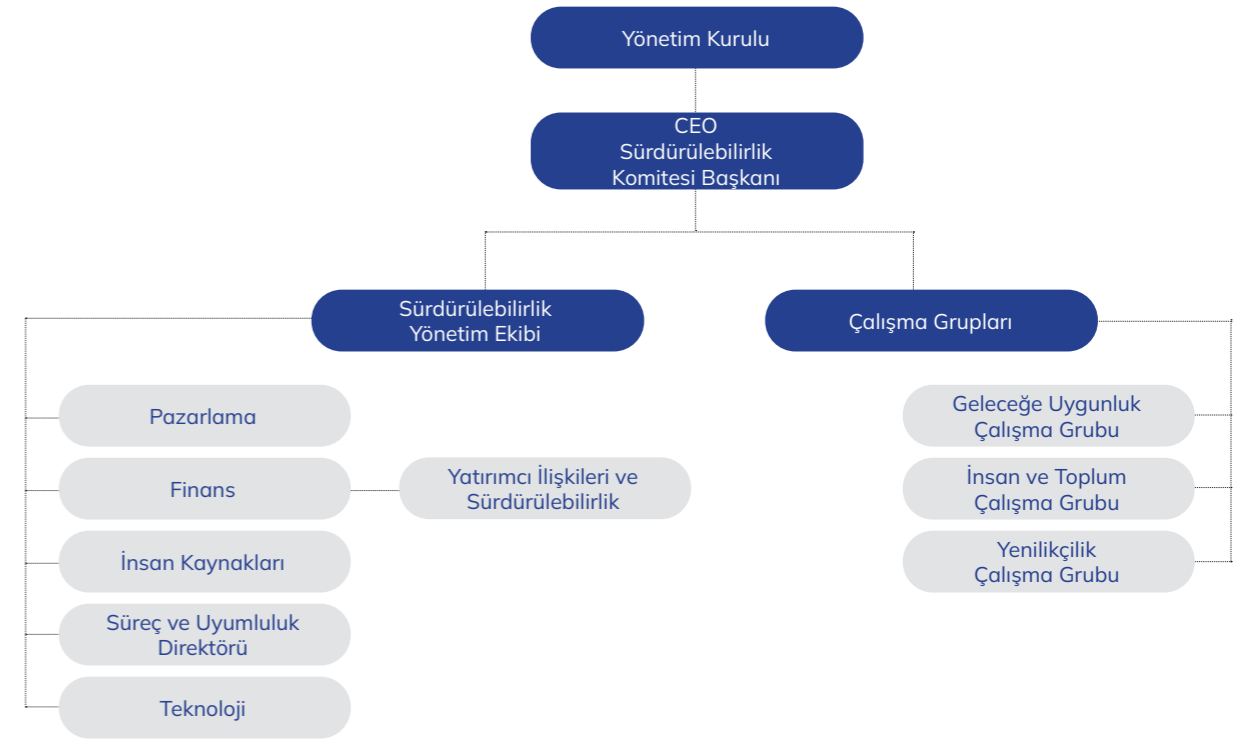 Yönetim Kurulu
CEO
Sürdürülebilirlik
Komitesi Başkanı
Sürdürülebilirlik
Yönetim Ekibi
Çalışma Grupları
Pazarlama
Finans
Yatırımcı İlişkileri ve
Sürdürülebilirlik
İnsan Kaynakları
Süreç ve Uyumluluk
Direktörü
Teknoloji
Geleceğe Uygunluk
Çalışma Grubu
İnsan ve Toplum
Çalışma Grubu
Yenilikçilik
Çalışma Grubu